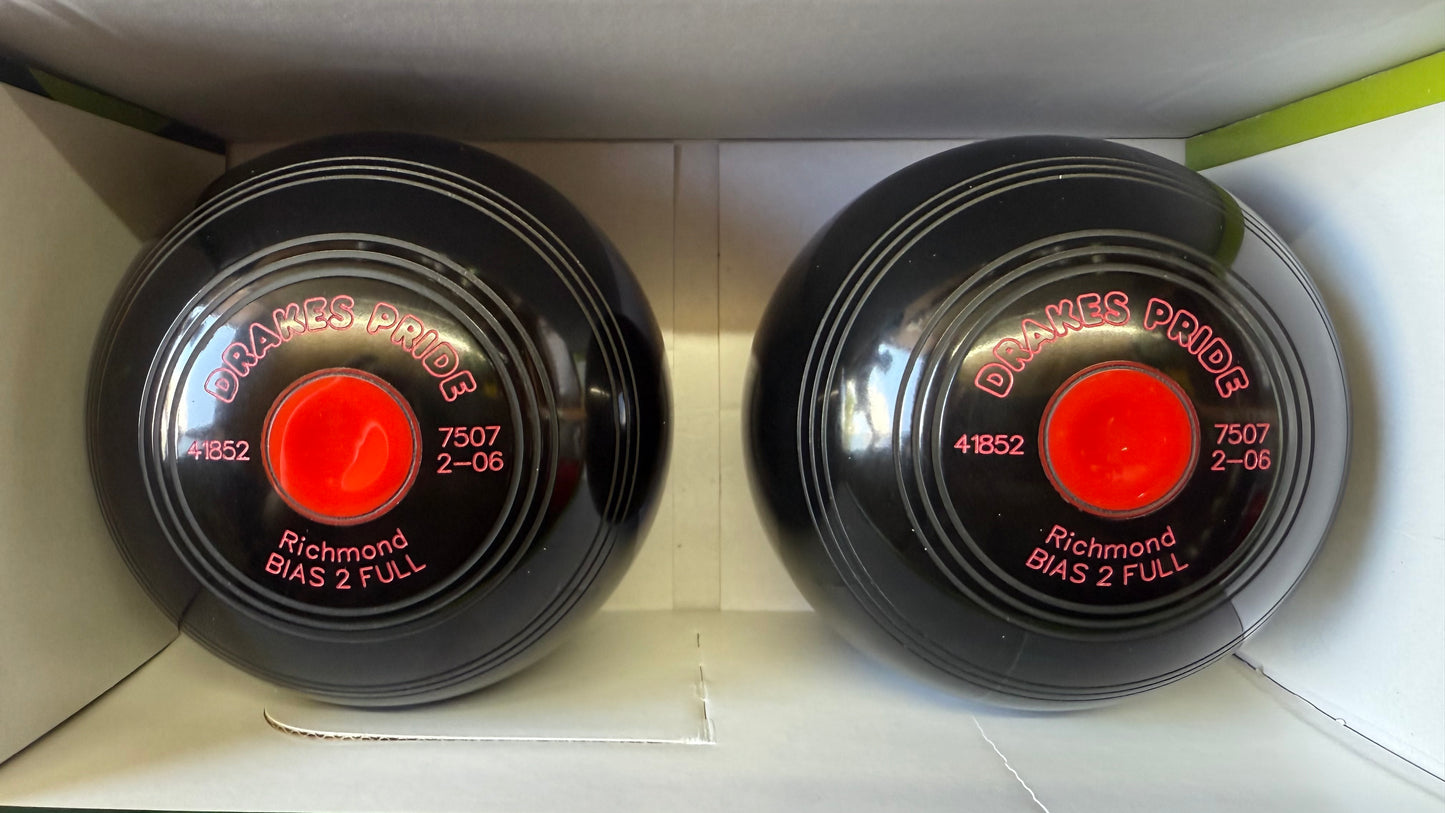 DRAKES PRIDE
41852
7507
2-06
Richmond
BIAS 2 FULL
DRAKES PRIDE
41852
7507
2-06
Richmond
BIAS 2 FULL